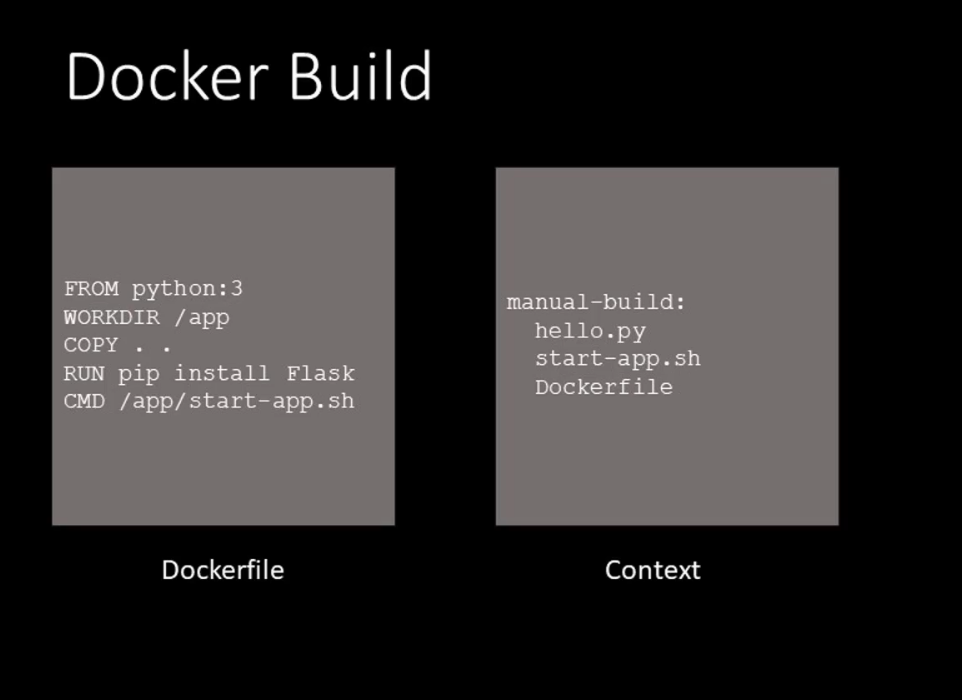 Docker Build
FROM python:3
WORKDIR /app
COPY . .
RUN pip install Flask
CMD /app/start-app.sh
Dockerfile
manual-build:
  hello.py
  start-app.sh
  Dockerfile
Context